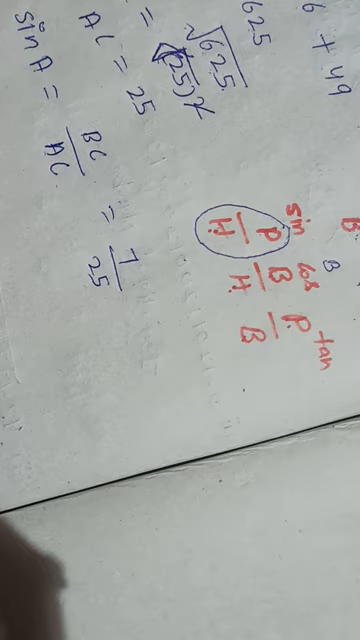 6 + 49
625
√625
= √(25)²
AC = 25
sin A = BC/AC = 7/25
B
sin cos tan
P/H B/H P/B
B